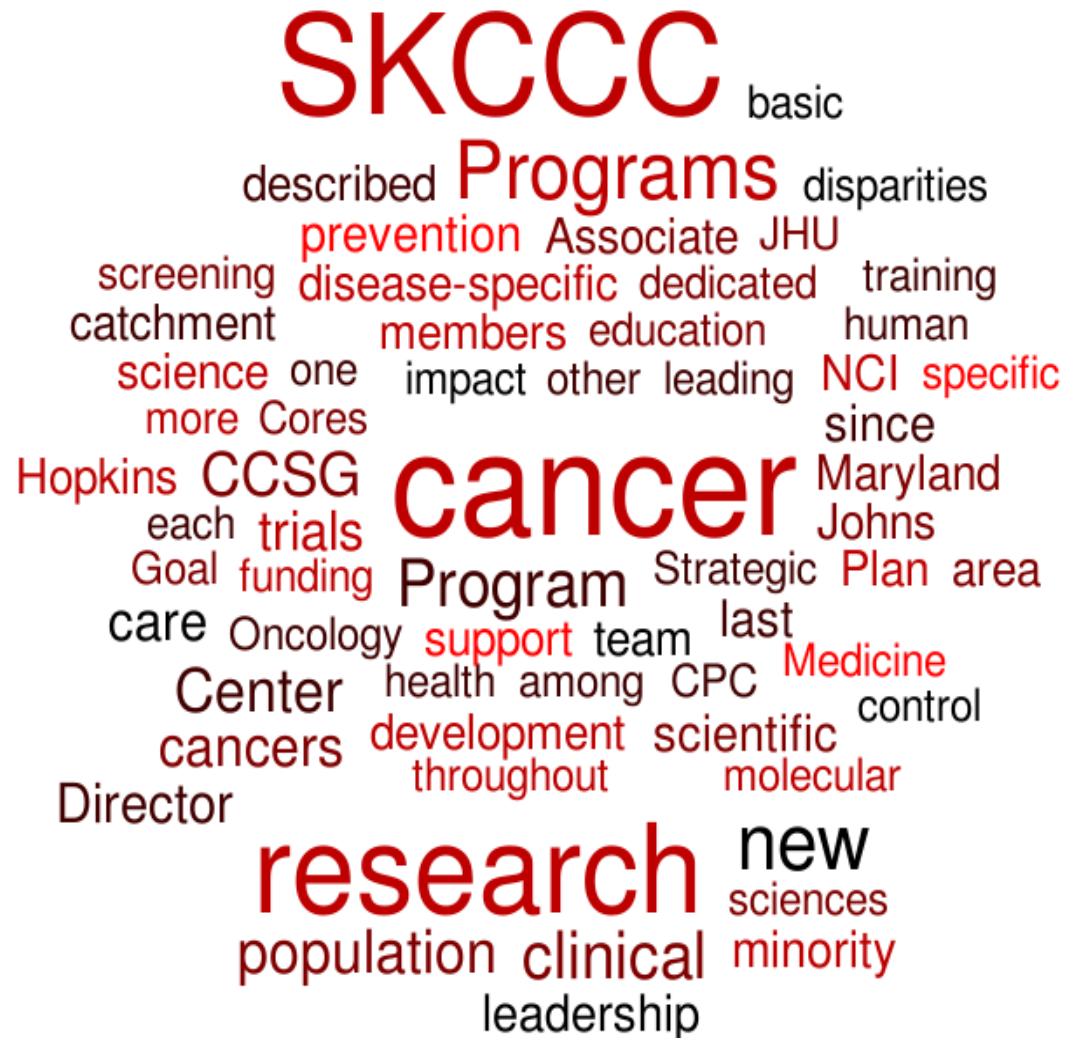 SKCCC basic
described Programs disparities
prevention Associate JHU
screening disease-specific dedicated training
catchment members education human
science one impact other leading NCI specific
more Cores since
Hopkins CCSG cancer Maryland
each trials Johns
Goal funding Program Strategic Plan area
care Oncology support team last
Medicine
Center health among CPC control
cancers development scientific
throughout molecular
Director
research new
sciences
population clinical minority
leadership